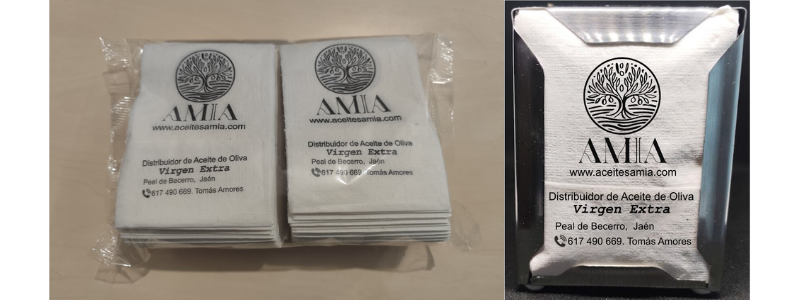 AMIA
www.aceitesamia.com
Distribuidor de Aceite de Oliva
Virgen Extra
Peal de Becerro, Jaén
617 490 669. Tomás Amores
AMIA
www.aceitesamia.com
Distribuidor de Aceite de Oliva
Virgen Extra
Peal de Becerro, Jaén
617 490 669. Tomás Amores
AMIA
www.aceitesamia.com
Distribuidor de Aceite de Oliva
Virgen Extra
Peal de Becerro, Jaén
617 490 669. Tomás Amores